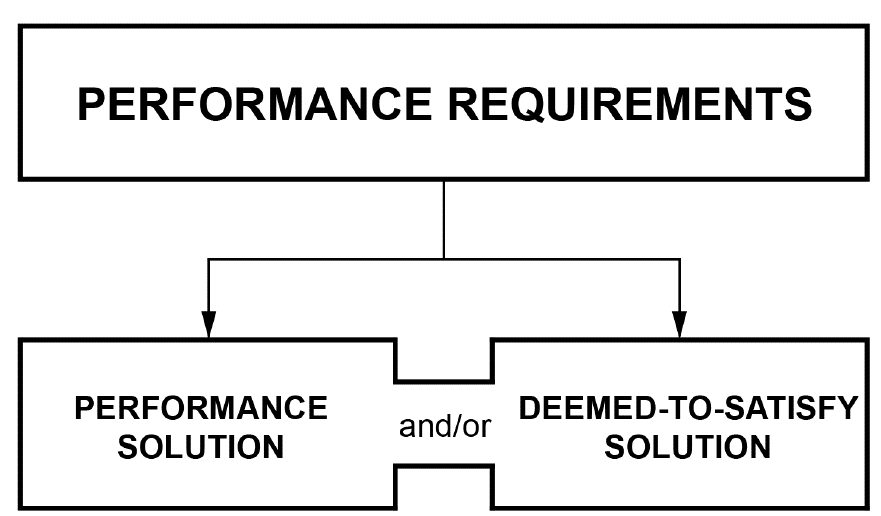 PERFORMANCE REQUIREMENTS
PERFORMANCE
SOLUTION
and/or
DEEMED-TO-SATISFY
SOLUTION